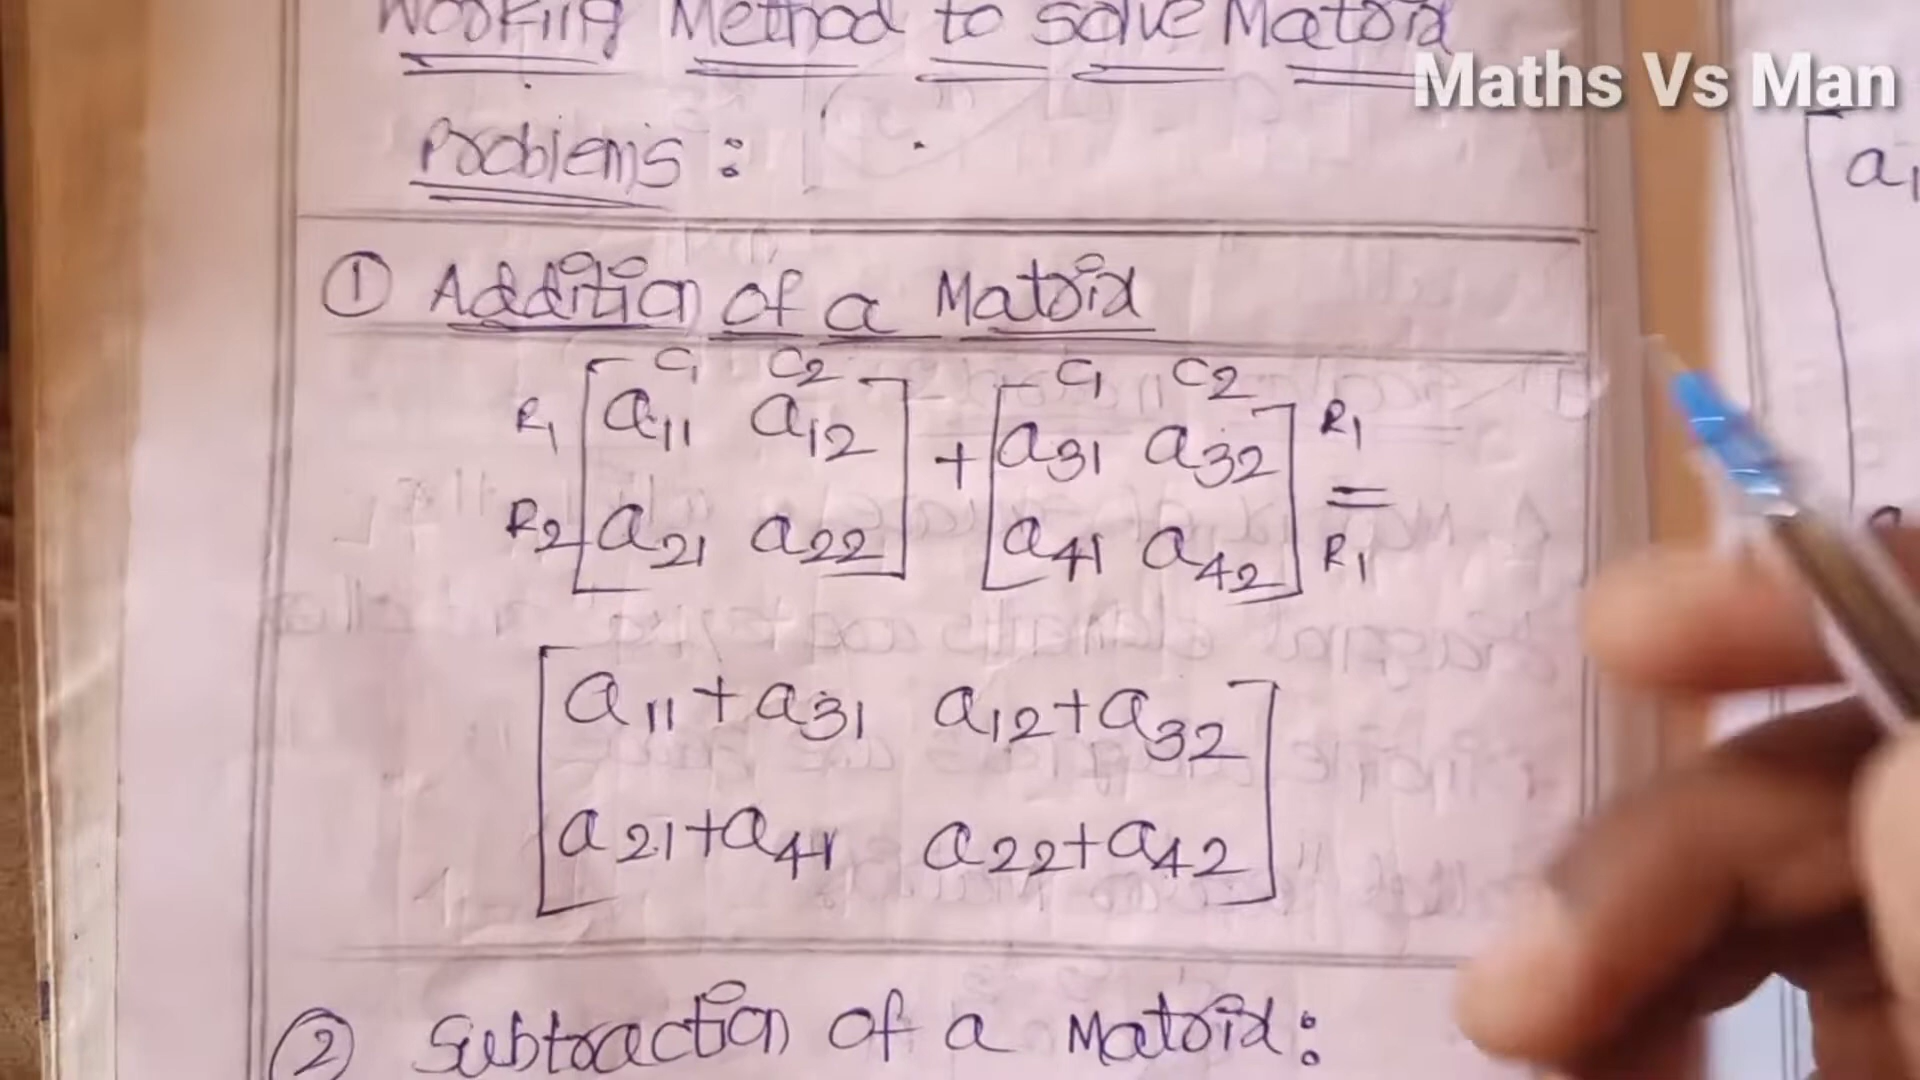 Working Method to solve Matrix
Maths Vs Man
Problems :
① Addition of a Matrix
C1 C2 C1 C2
R1 a11 a12 + a31 a32 R1
=
R2 a21 a22 a41 a42 R1
a11+a31 a12+a32
a21+a41 a22+a42
② Subtraction of a Matrix: